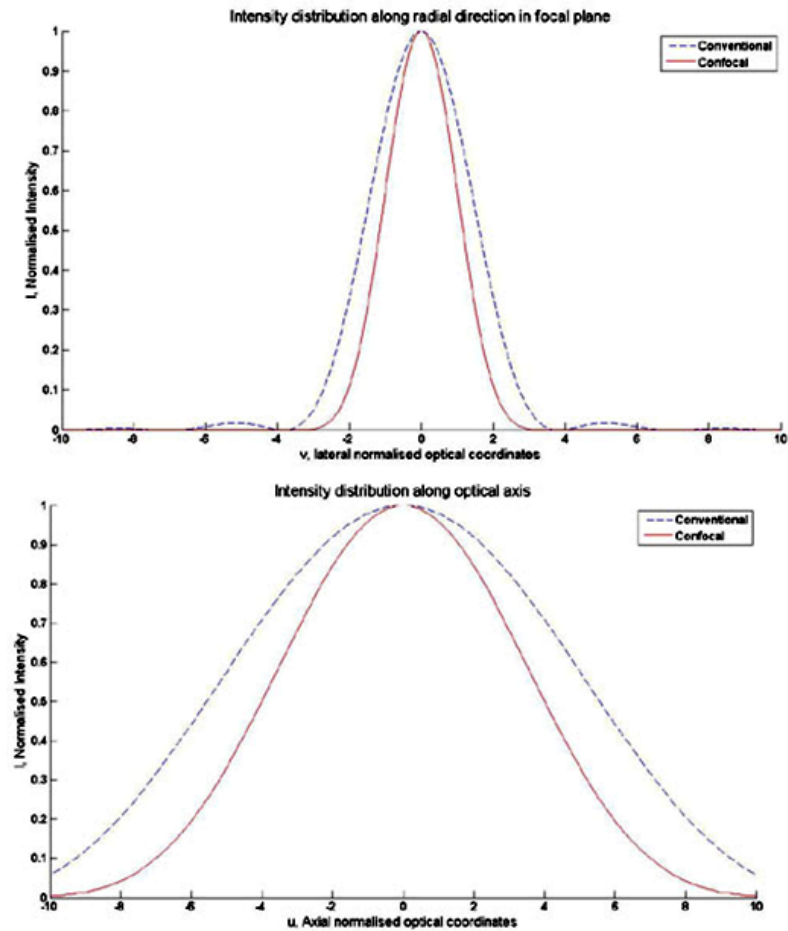 Intensity distribution along radial direction in focal plane
Conventional
Confocal
1
0.9
0.8
0.7
0.6
0.5
0.4
0.3
0.2
0.1
0
I, Normalised Intensity
-10 -8 -6 -4 -2 0 2 4 6 8 10
v, lateral normalised optical coordinates
Intensity distribution along optical axis
Conventional
Confocal
1
0.9
0.8
0.7
0.6
0.5
0.4
0.3
0.2
0.1
0
I, Normalised Intensity
-10 -8 -6 -4 -2 0 2 4 6 8 10
u, Axial normalised optical coordinates